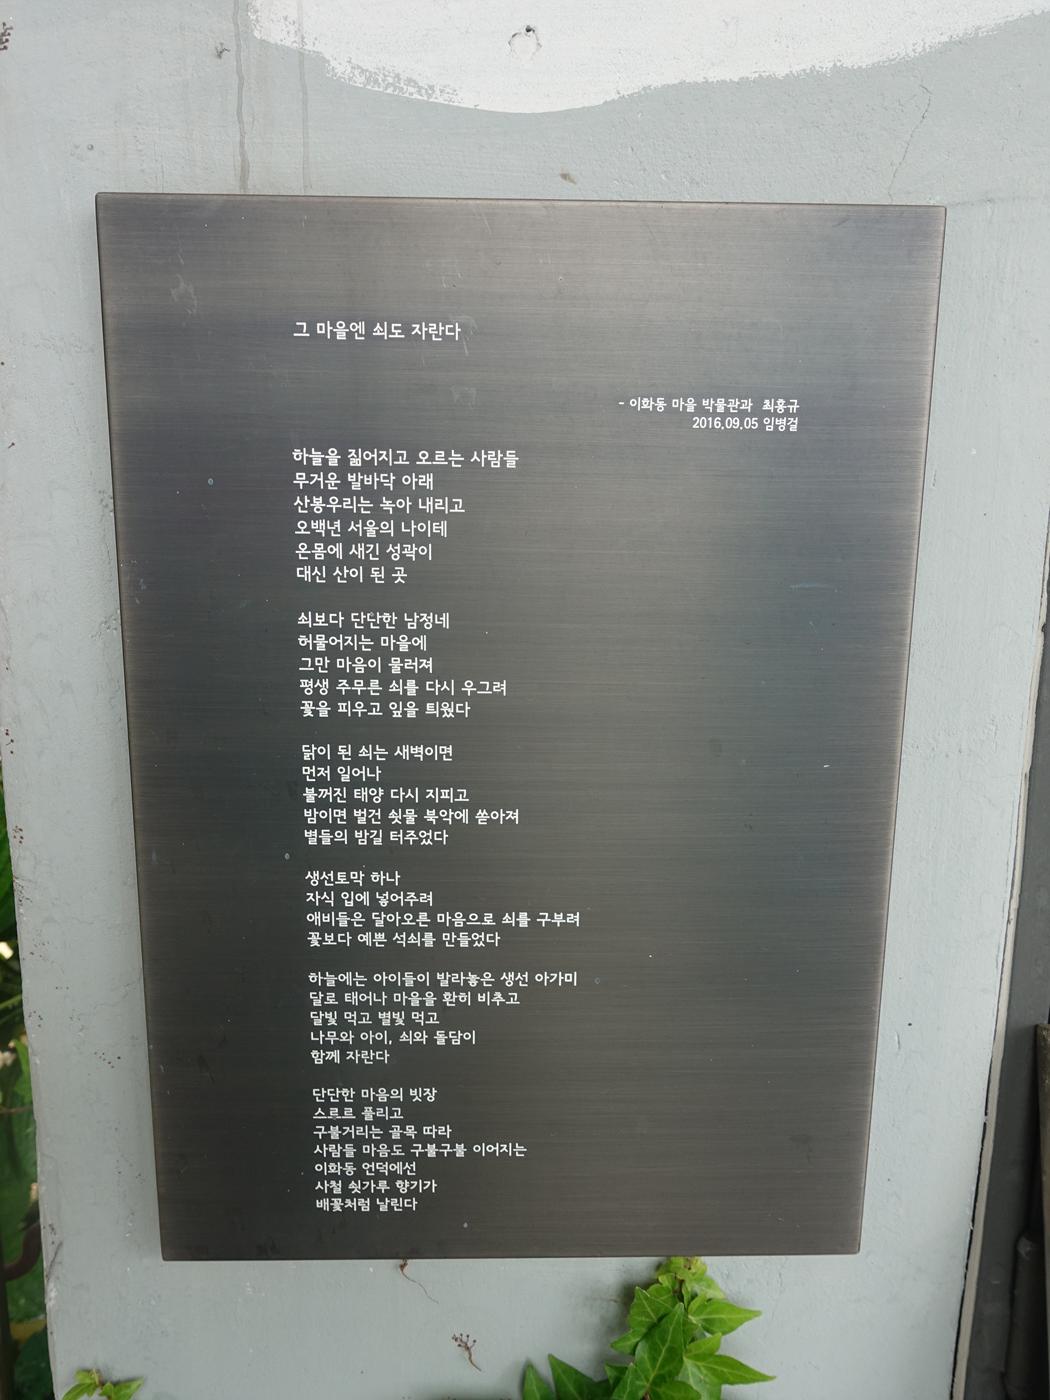 그 마을엔 쇠도 자란다
- 이화동 마을 박물관과 최홍규
2016.09.05 임병걸
하늘을 짊어지고 오르는 사람들
무거운 발바닥 아래
산봉우리는 녹아 내리고
오백년 서울의 나이테
온몸에 새긴 성곽이
대신 산이 된 곳
쇠보다 단단한 남정네
허물어지는 마을에
그만 마음이 물러져
평생 주무른 쇠를 다시 우그려
꽃을 피우고 잎을 틔웠다
닭이 된 쇠는 새벽이면
먼저 일어나
불꺼진 태양 다시 지피고
밤이면 벌건 쇳물 북악에 쏟아져
별들의 밤길 터주었다
생선토막 하나
자식 입에 넣어주려
애비들은 달아오른 마음으로 쇠를 구부려
꽃보다 예쁜 석쇠를 만들었다
하늘에는 아이들이 발라놓은 생선 아가미
달로 태어나 마을을 환히 비추고
달빛 먹고 별빛 먹고
나무와 아이, 쇠와 돌담이
함께 자란다
단단한 마음의 빗장
스르르 풀리고
구불거리는 골목 따라
사람들 마음도 구불구불 이어지는
이화동 언덕에선
사철 쇳가루 향기가
배꽃처럼 날린다